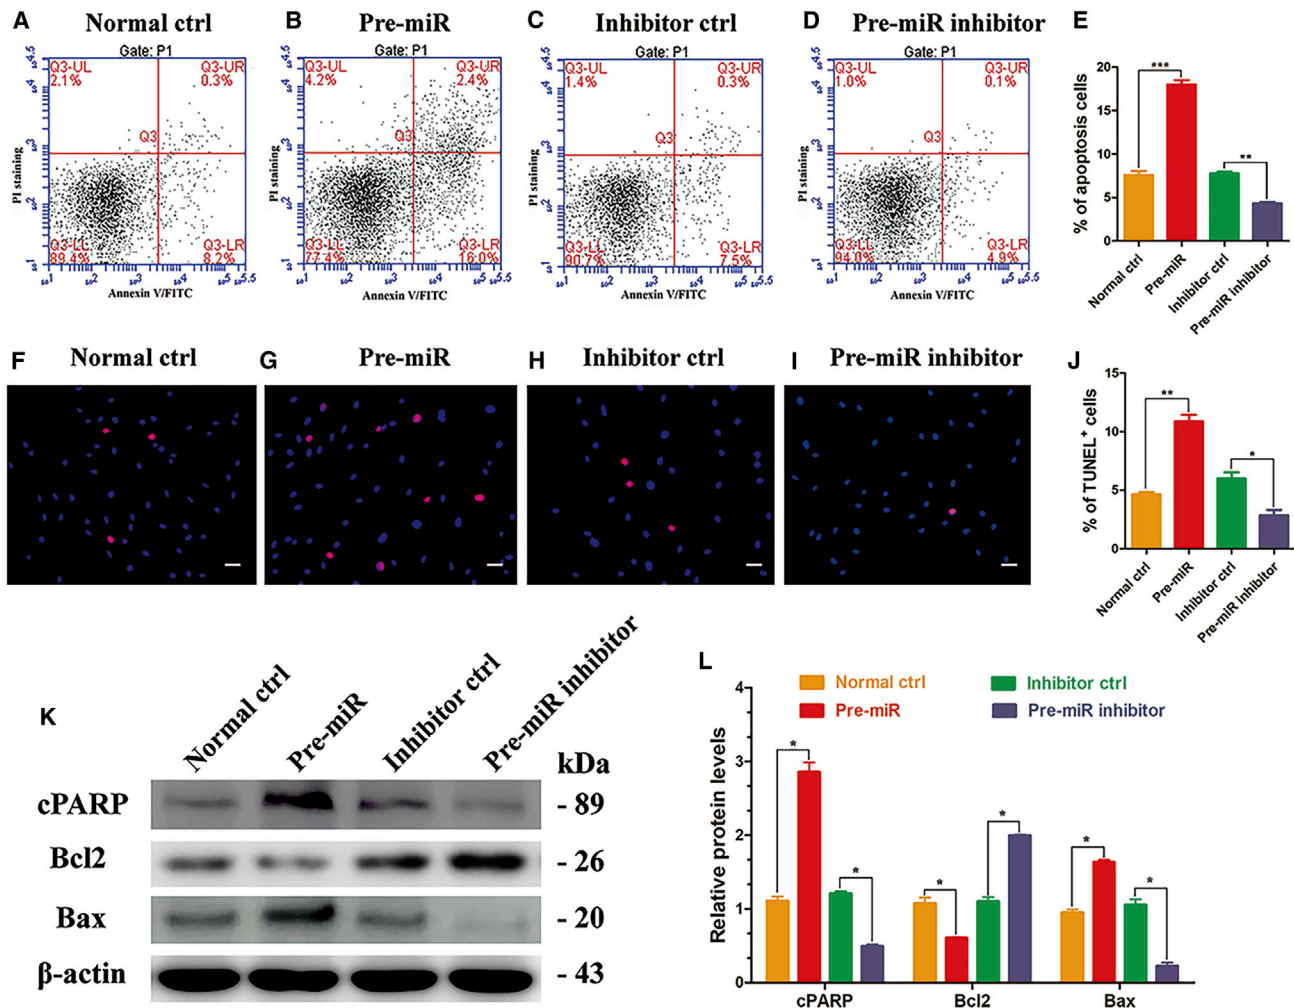 A Normal ctrl
Gate: P1
Q3-UL
2.1%
Q3-UR
0.3%
Q3
Q3-LL
89.4%
Q3-LR
8.2%
PI staining
Annexin V/FITC
B Pre-miR
Gate: P1
Q3-UL
4.2%
Q3-UR
2.4%
Q3
Q3-LL
77.4%
Q3-LR
16.0%
PI staining
Annexin V/FITC
C Inhibitor ctrl
Gate: P1
Q3-UL
1.4%
Q3-UR
0.3%
Q3
Q3-LL
90.7%
Q3-LR
7.5%
PI staining
Annexin V/FITC
D Pre-miR inhibitor
Gate: P1
Q3-UL
1.0%
Q3-UR
0.1%
Q3
Q3-LL
94.0%
Q3-LR
4.9%
PI staining
Annexin V/FITC
E
% of apoptosis cells
20
15
10
5
0
***
**
Normal ctrl
Pre-miR
Inhibitor ctrl
Pre-miR inhibitor
F Normal ctrl
G Pre-miR
H Inhibitor ctrl
I Pre-miR inhibitor
J
% of TUNEL+ cells
15
10
5
0
**
*
Normal ctrl
Pre-miR
Inhibitor ctrl
Pre-miR inhibitor
K
Normal ctrl
Pre-miR
Inhibitor ctrl
Pre-miR inhibitor
kDa
cPARP - 89
Bcl2 - 26
Bax - 20
β-actin - 43
L
Normal ctrl
Pre-miR
Inhibitor ctrl
Pre-miR inhibitor
Relative protein levels
4
3
2
1
0
*
*
*
*
*
*
cPARP Bcl2 Bax